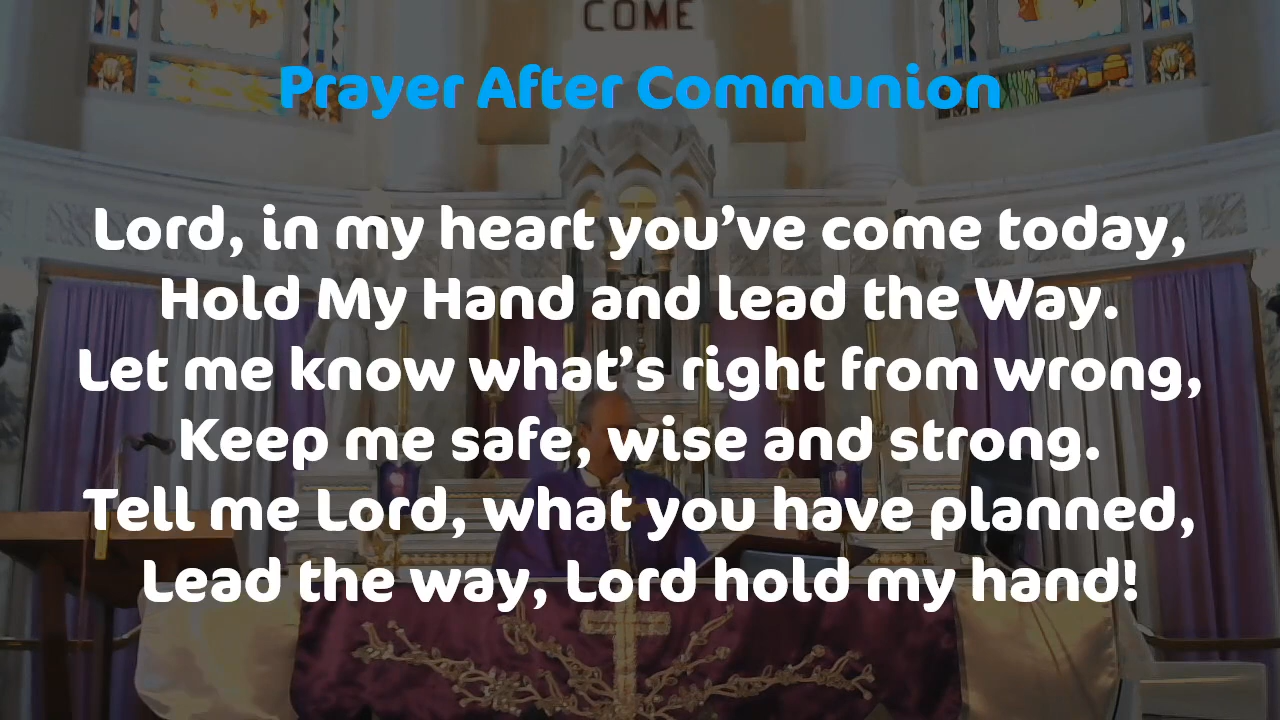 COME
Prayer After Communion
Lord, in my heart you’ve come today,
Hold My Hand and lead the Way.
Let me know what’s right from wrong,
Keep me safe, wise and strong.
Tell me Lord, what you have planned,
Lead the way, Lord hold my hand!